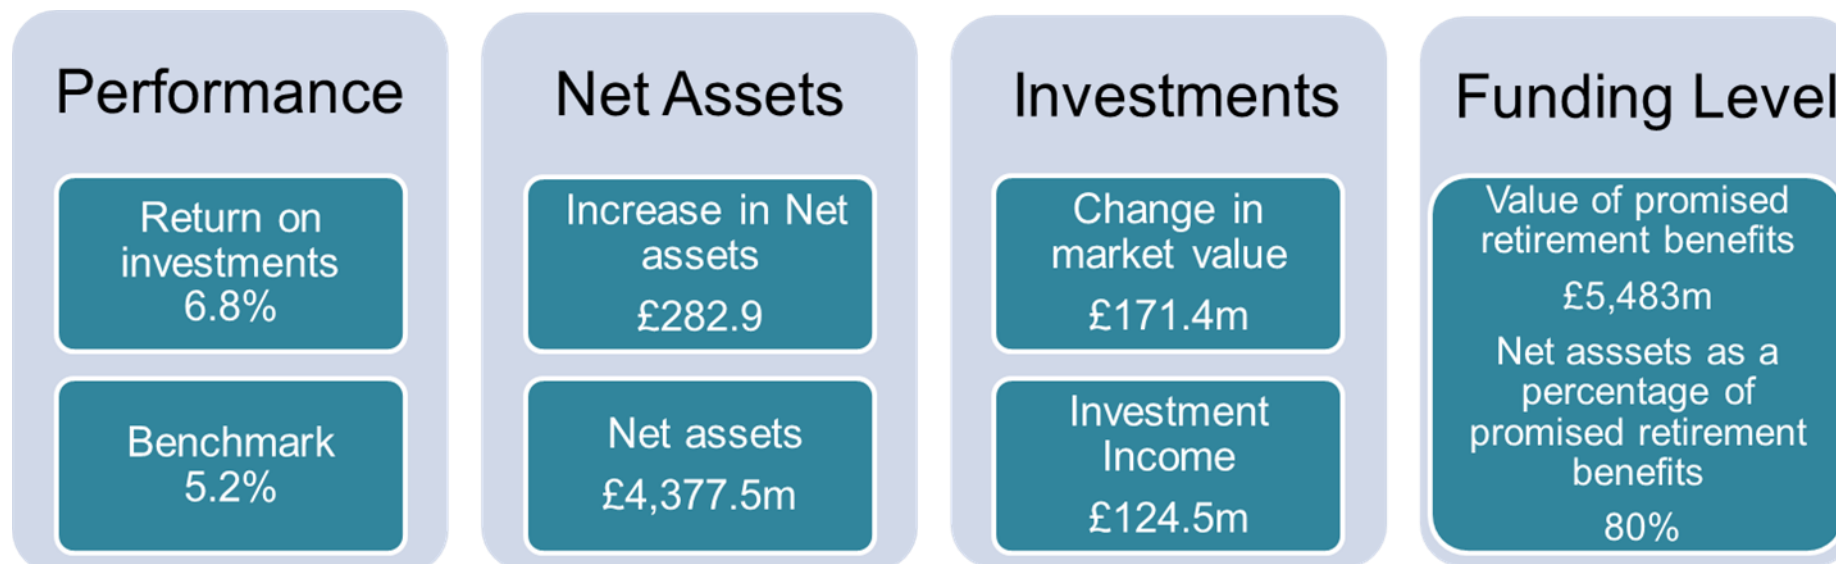 Performance
Return on
investments
6.8%
Benchmark
5.2%
Net Assets
Increase in Net
assets
£282.9
Net assets
£4,377.5m
Investments
Change in
market value
£171.4m
Investment
Income
£124.5m
Funding Level
Value of promised
retirement benefits
£5,483m
Net asssets as a
percentage of
promised retirement
benefits
80%